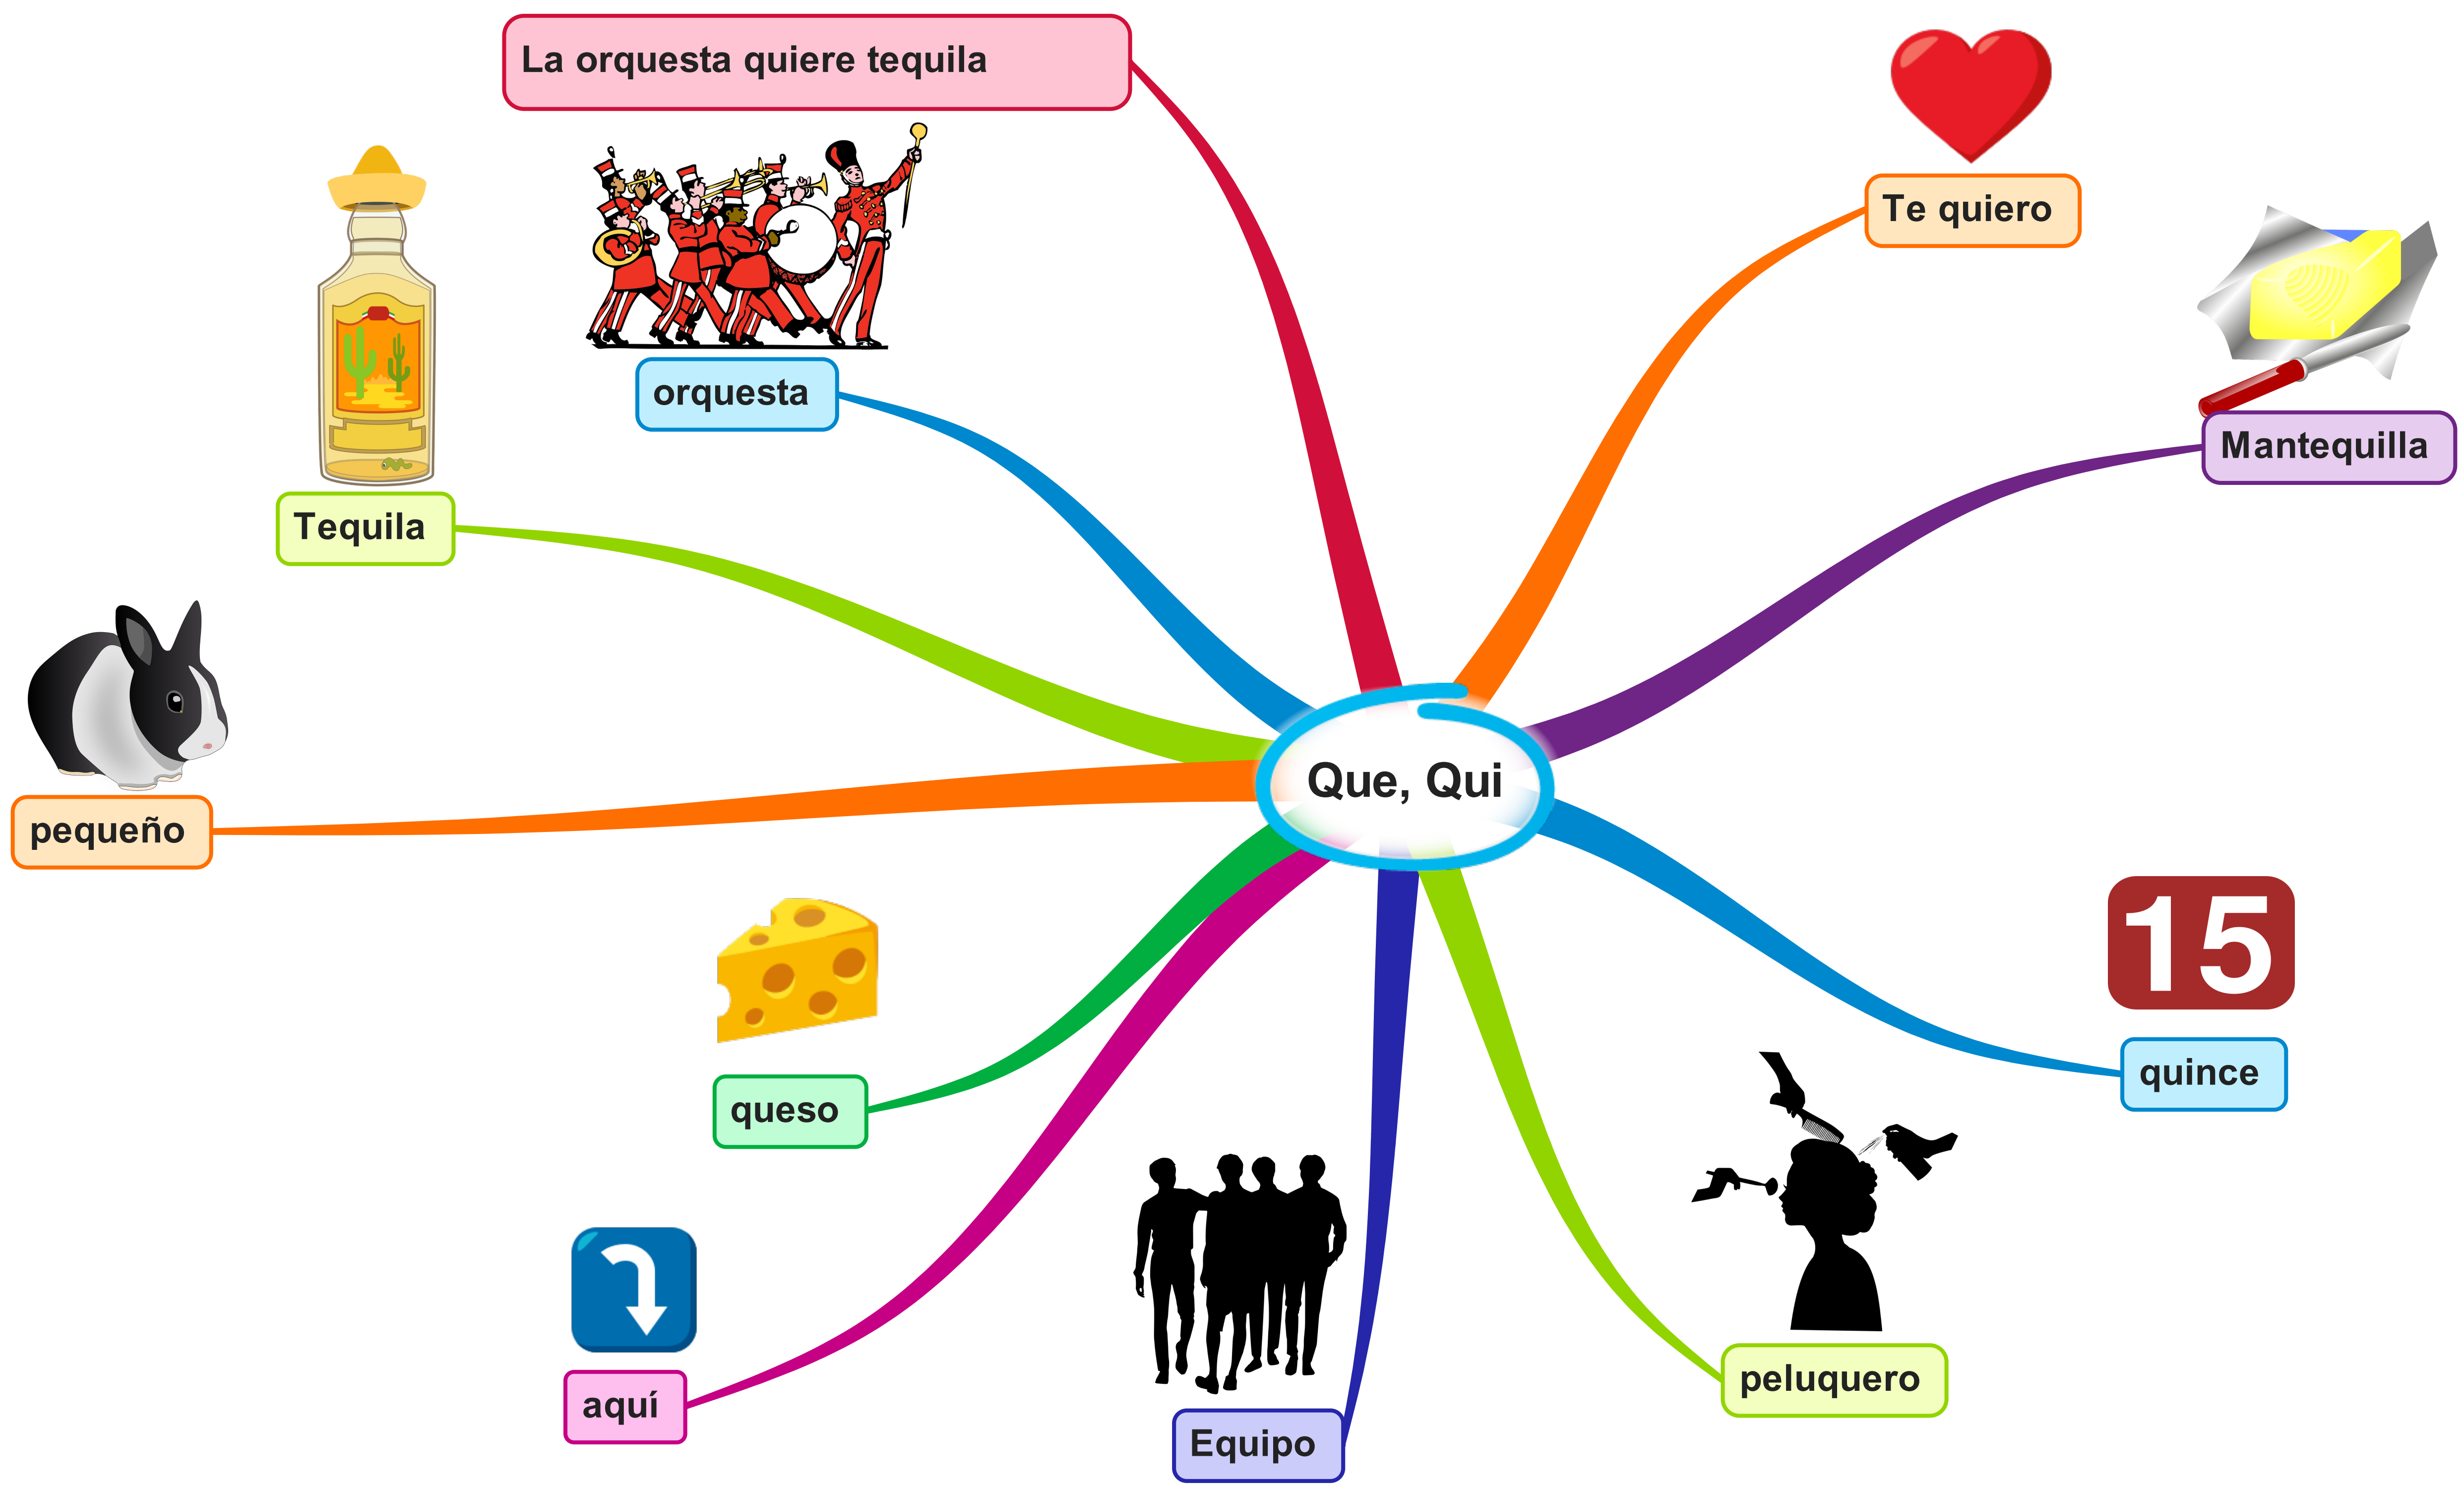 La orquesta quiere tequila
Te quiero
orquesta
Mantequilla
Tequila
Que, Qui
pequeño
15
quince
queso
peluquero
aquí
Equipo